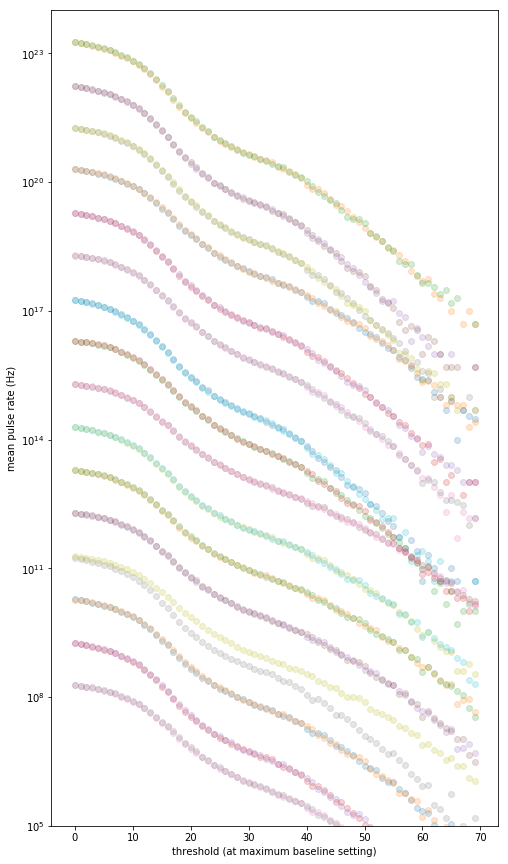 10²³
10²⁰
10¹⁷
10¹⁴
10¹¹
10⁸
10⁵
mean pulse rate (Hz)
0 10 20 30 40 50 60 70
threshold (at maximum baseline setting)